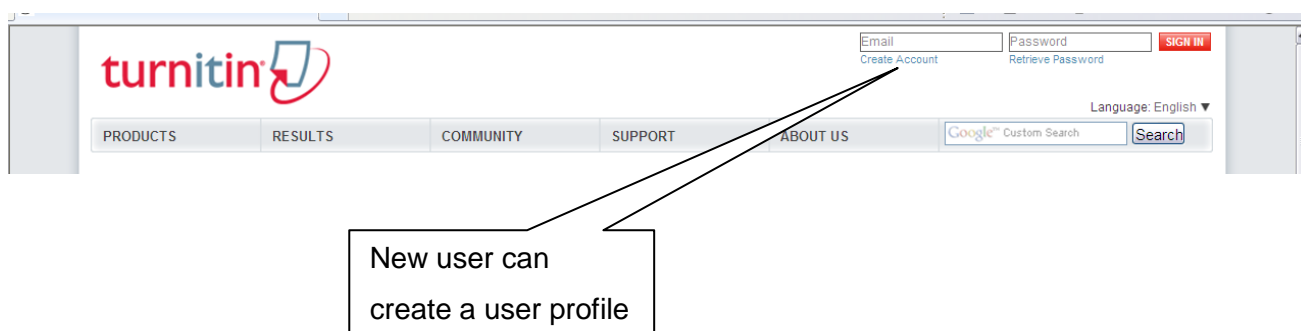 turnitin
Email Password SIGN IN
Create Account Retrieve Password
Language: English ▼
PRODUCTS RESULTS COMMUNITY SUPPORT ABOUT US Google™ Custom Search Search
New user can
create a user profile